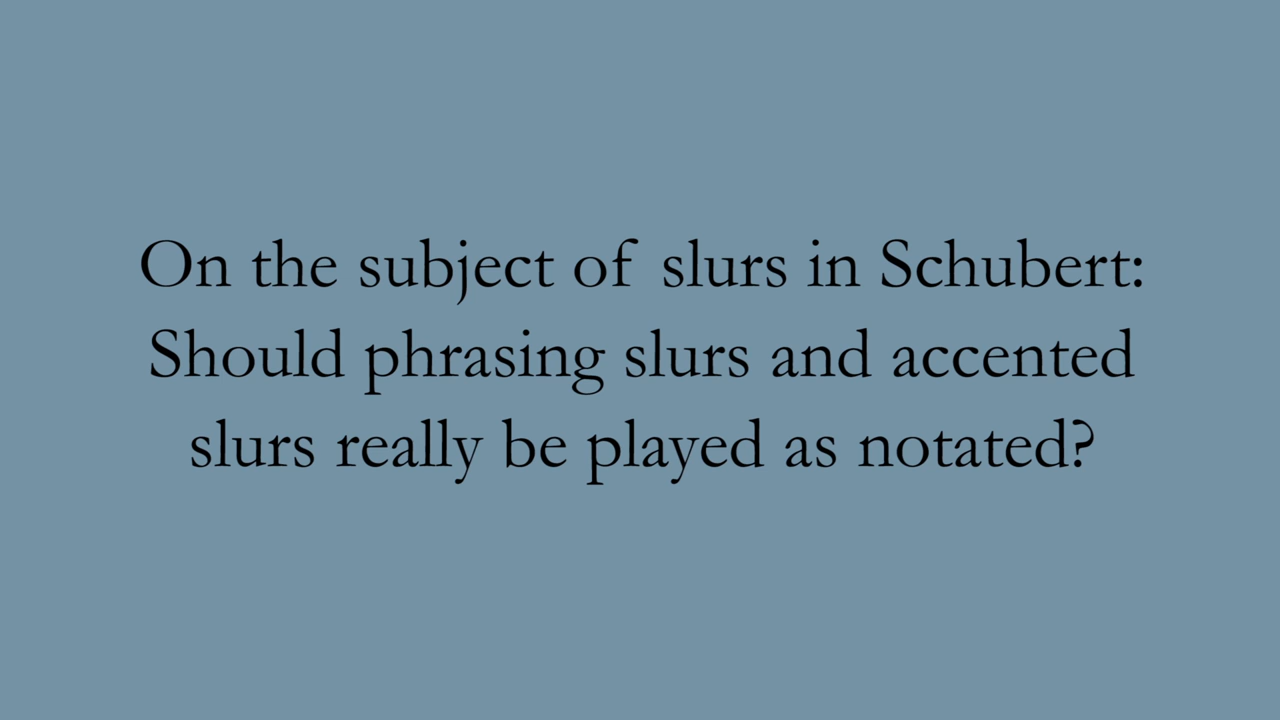 On the subject of slurs in Schubert:
Should phrasing slurs and accented
slurs really be played as notated?